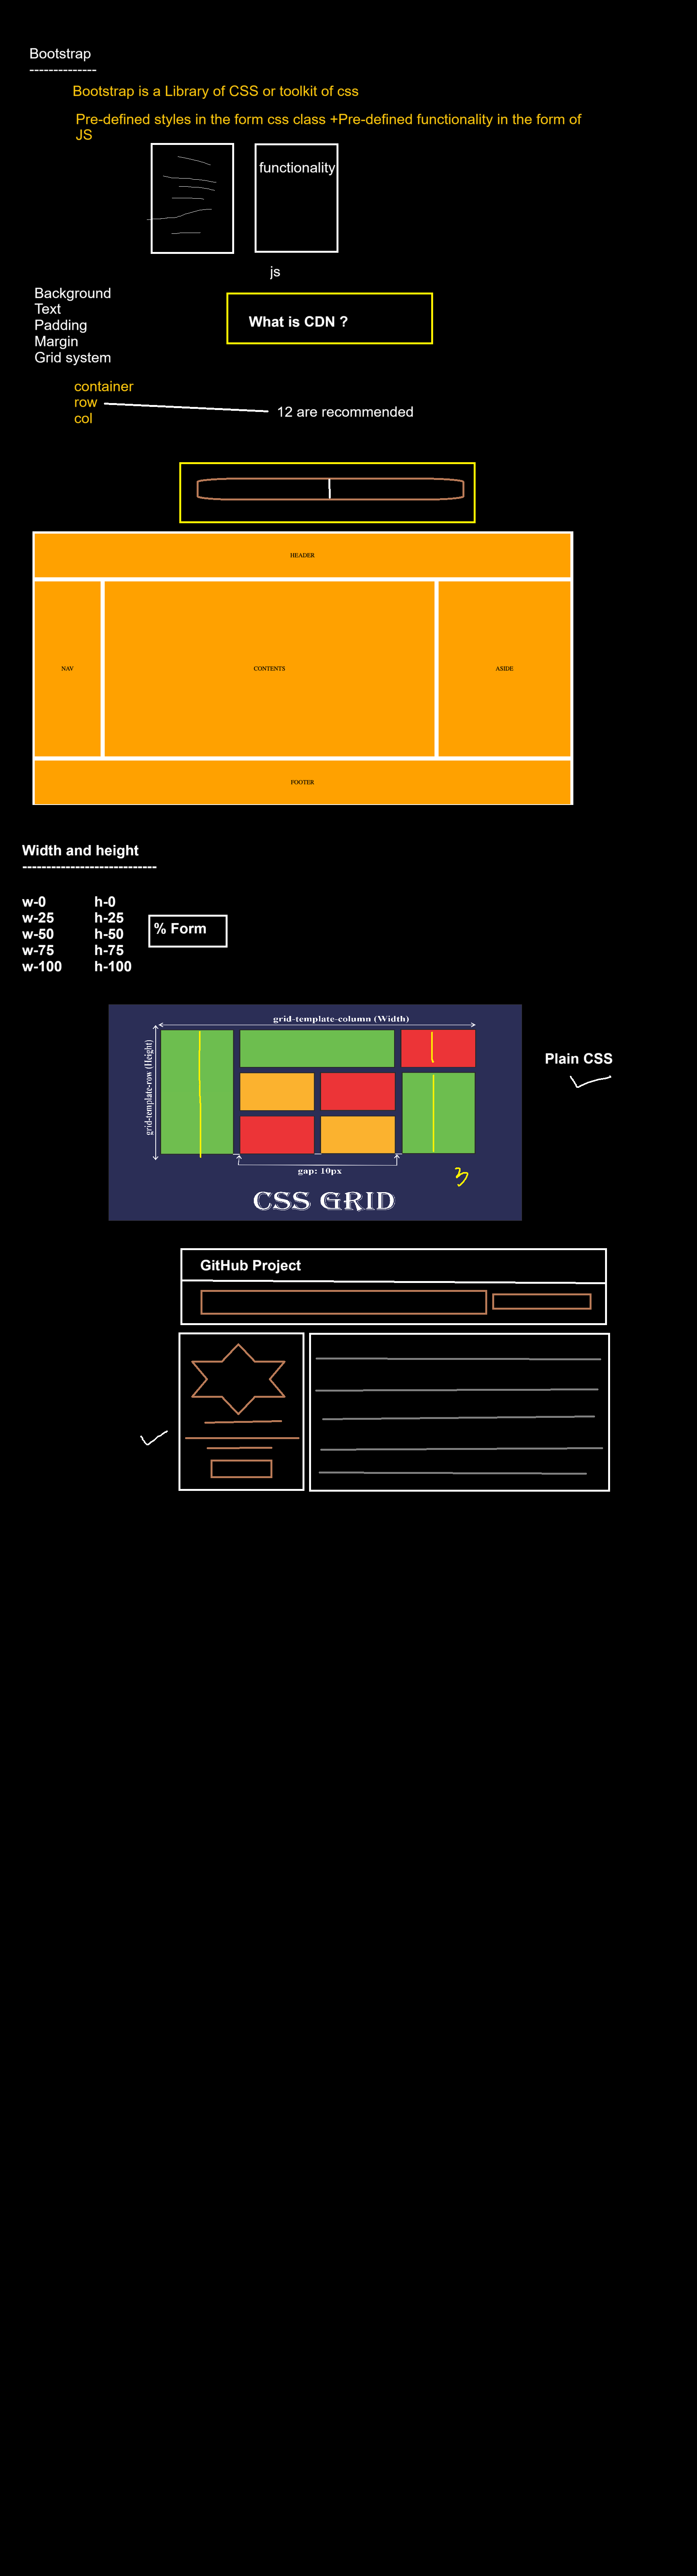 Bootstrap
--------------
Bootstrap is a Library of CSS or toolkit of css
Pre-defined styles in the form css class +Pre-defined functionality in the form of
JS
functionality
js
Background
Text
Padding
Margin
Grid system
What is CDN ?
container
row
col
12 are recommended
HEADER
NAV
CONTENTS
ASIDE
FOOTER
Width and height
----------------------------
w-0 h-0
w-25 h-25
w-50 h-50
w-75 h-75
w-100 h-100
% Form
grid-template-column (Width)
grid-template-row (Height)
gap: 10px
3
CSS GRID
Plain CSS
GitHub Project